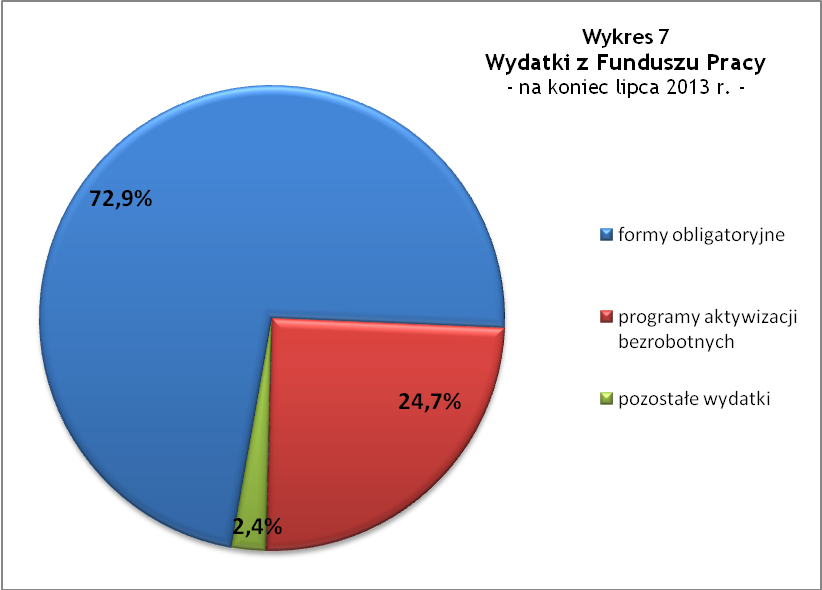 Wykres 7
Wydatki z Funduszu Pracy
- na koniec lipca 2013 r. -
72,9%
formy obligatoryjne
programy aktywizacji
bezrobotnych
24,7%
pozostałe wydatki
2,4%